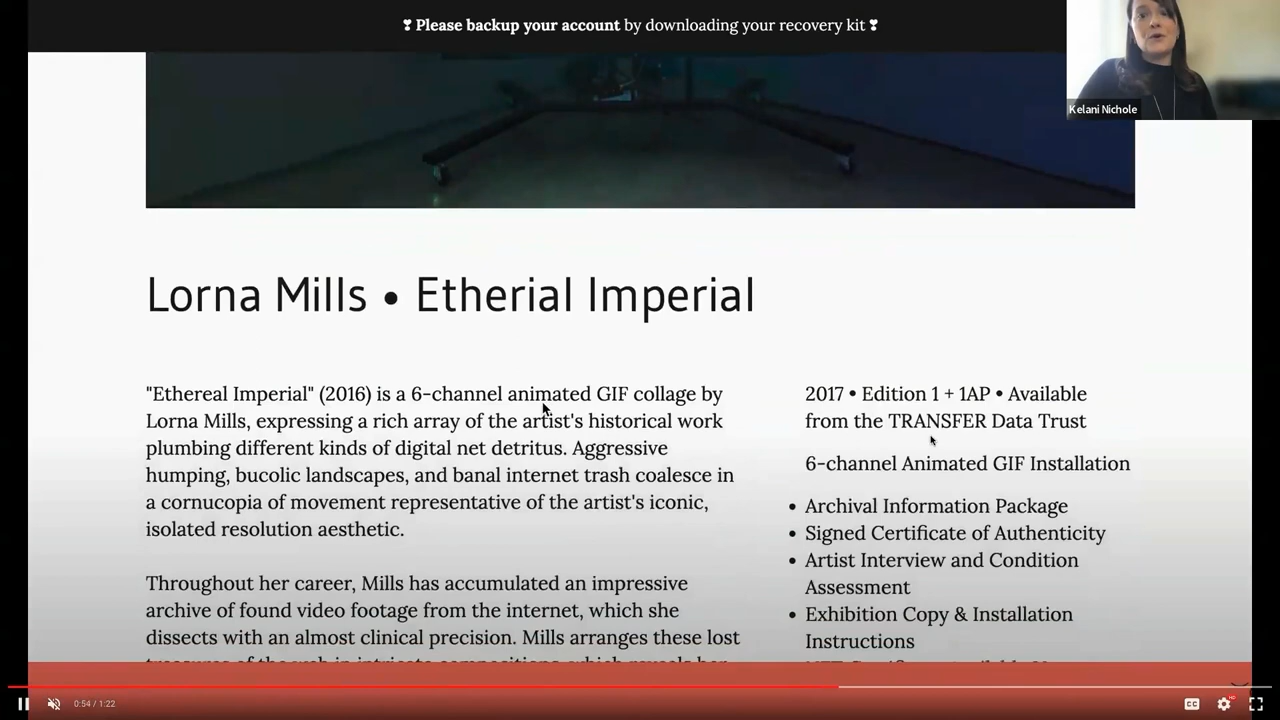 ❣ Please backup your account by downloading your recovery kit ❣
Kelani Nichole
Lorna Mills • Etherial Imperial
"Ethereal Imperial" (2016) is a 6-channel animated GIF collage by
Lorna Mills, expressing a rich array of the artist's historical work
plumbing different kinds of digital net detritus. Aggressive
humping, bucolic landscapes, and banal internet trash coalesce in
a cornucopia of movement representative of the artist's iconic,
isolated resolution aesthetic.
Throughout her career, Mills has accumulated an impressive
archive of found video footage from the internet, which she
dissects with an almost clinical precision. Mills arranges these lost
2017 • Edition 1 + 1AP • Available
from the TRANSFER Data Trust
6-channel Animated GIF Installation
• Archival Information Package
• Signed Certificate of Authenticity
• Artist Interview and Condition
Assessment
• Exhibition Copy & Installation
Instructions
0:54 / 1:22
CC
HD